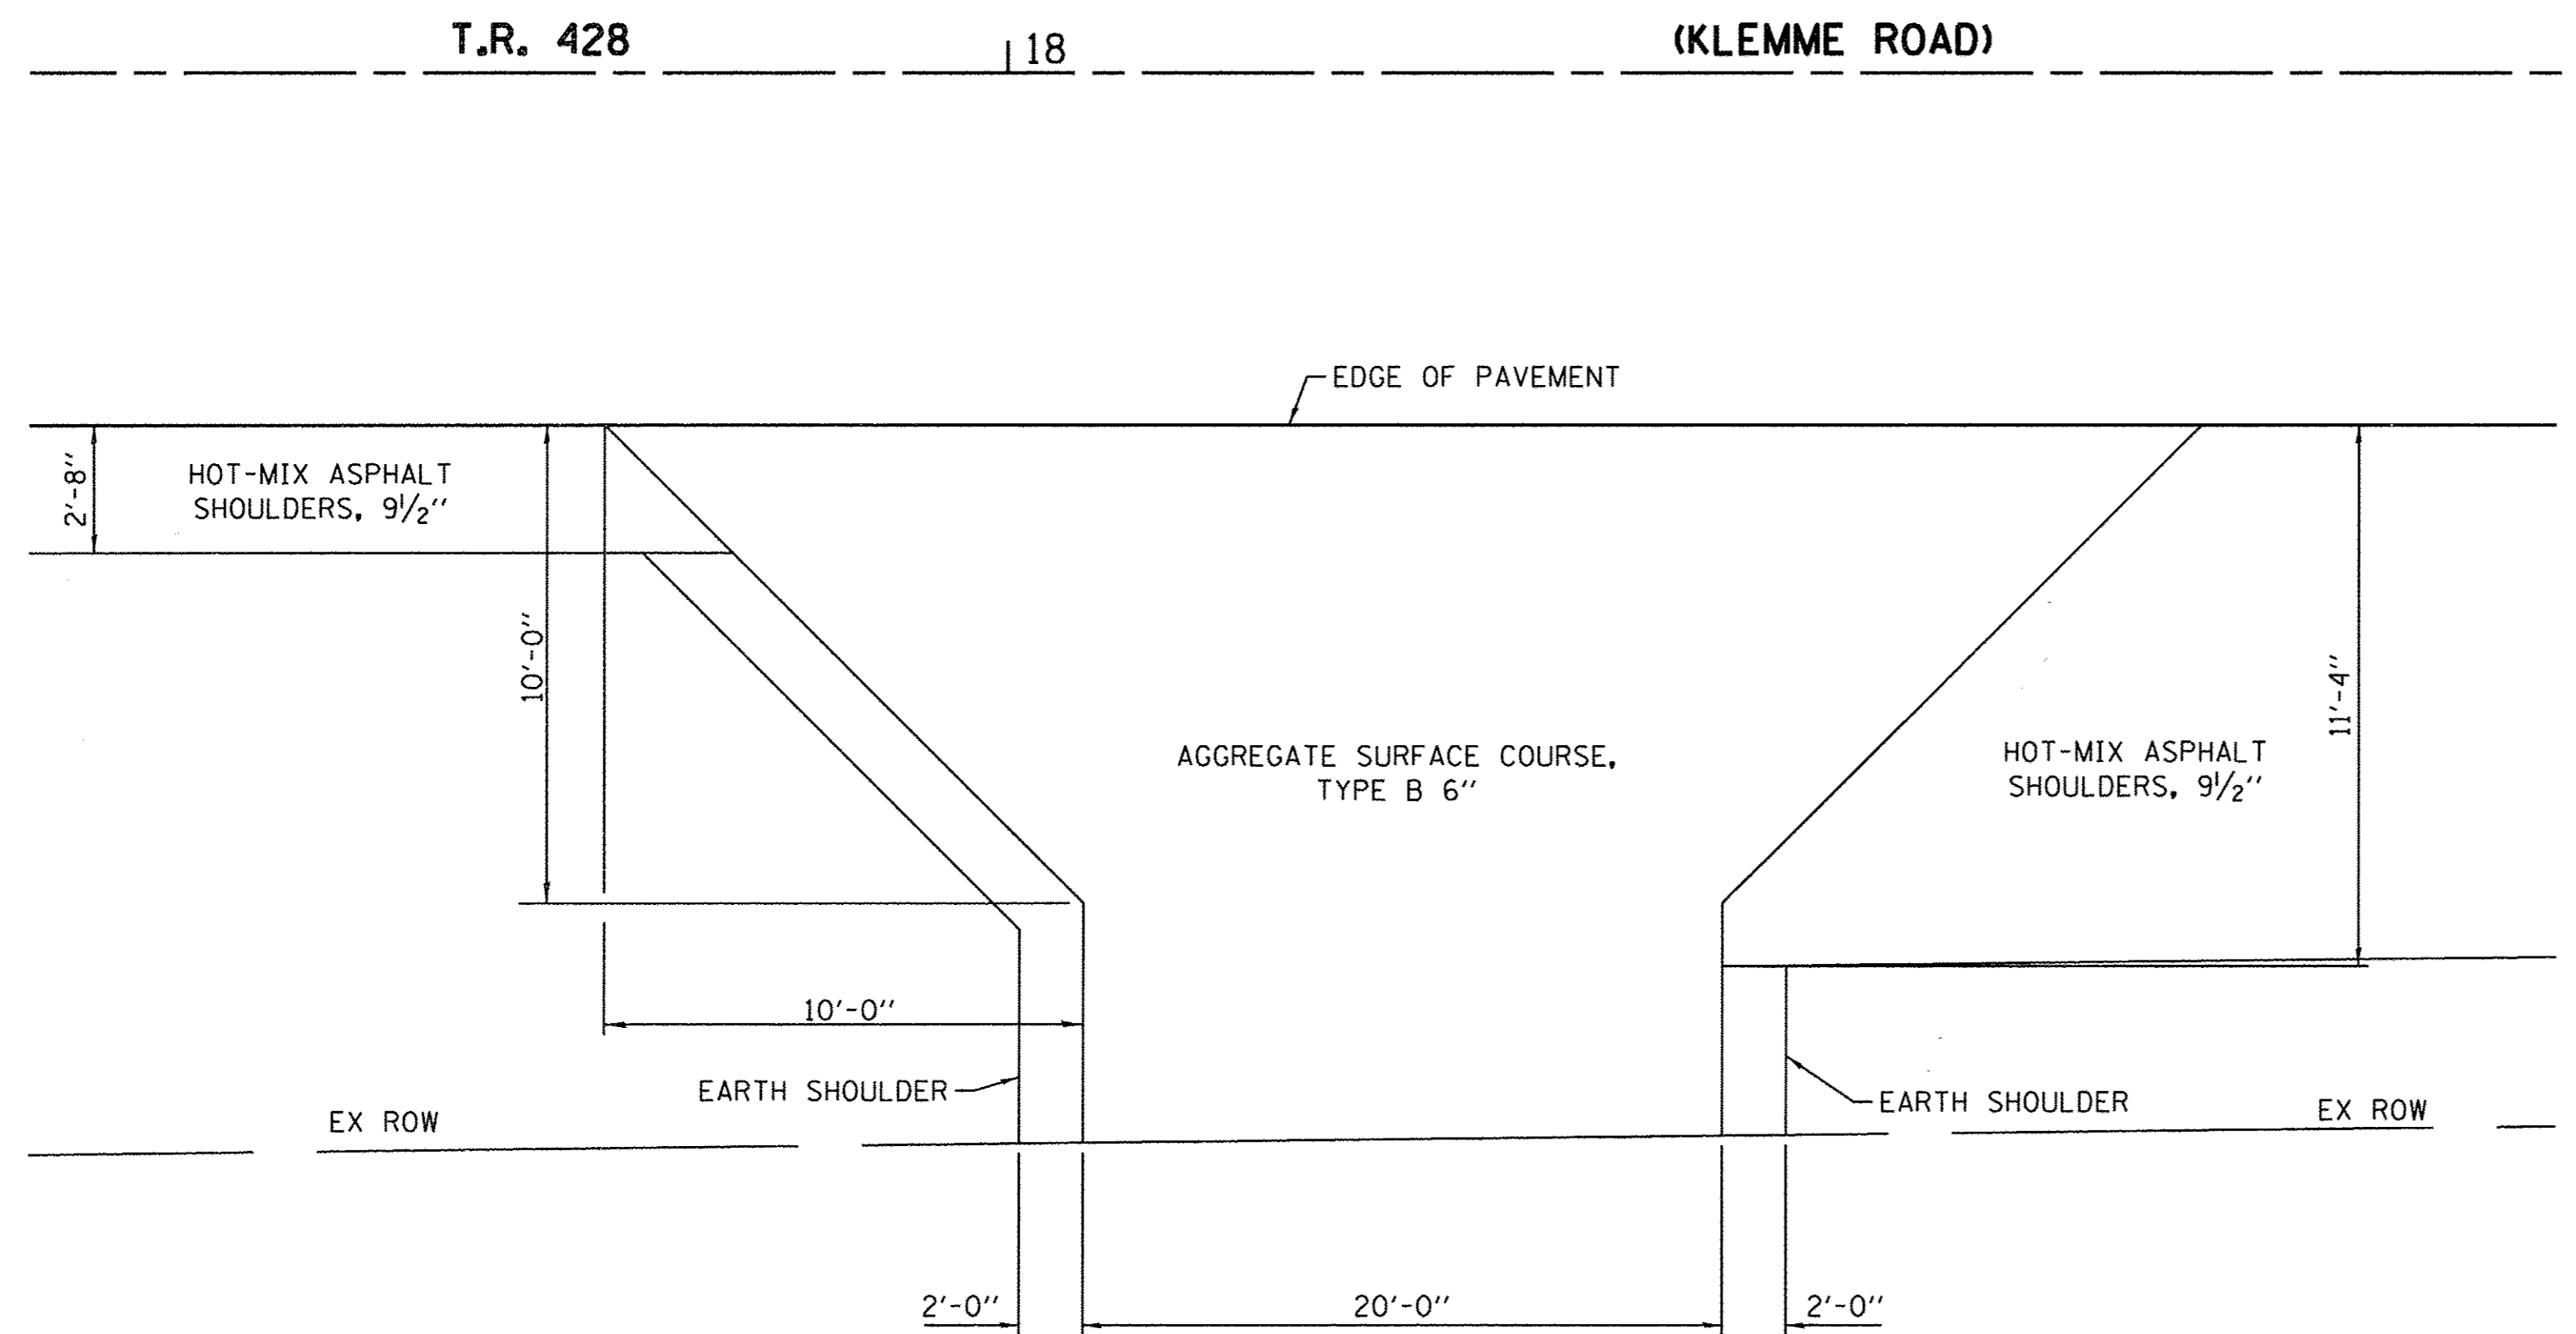 T.R. 428
18
(KLEMME ROAD)
EDGE OF PAVEMENT
2'-8"
HOT-MIX ASPHALT
SHOULDERS, 9½"
10'-0"
AGGREGATE SURFACE COURSE,
TYPE B 6"
HOT-MIX ASPHALT
SHOULDERS, 9½"
11'-4"
10'-0"
EARTH SHOULDER
EARTH SHOULDER
EX ROW
EX ROW
2'-0"
20'-0"
2'-0"